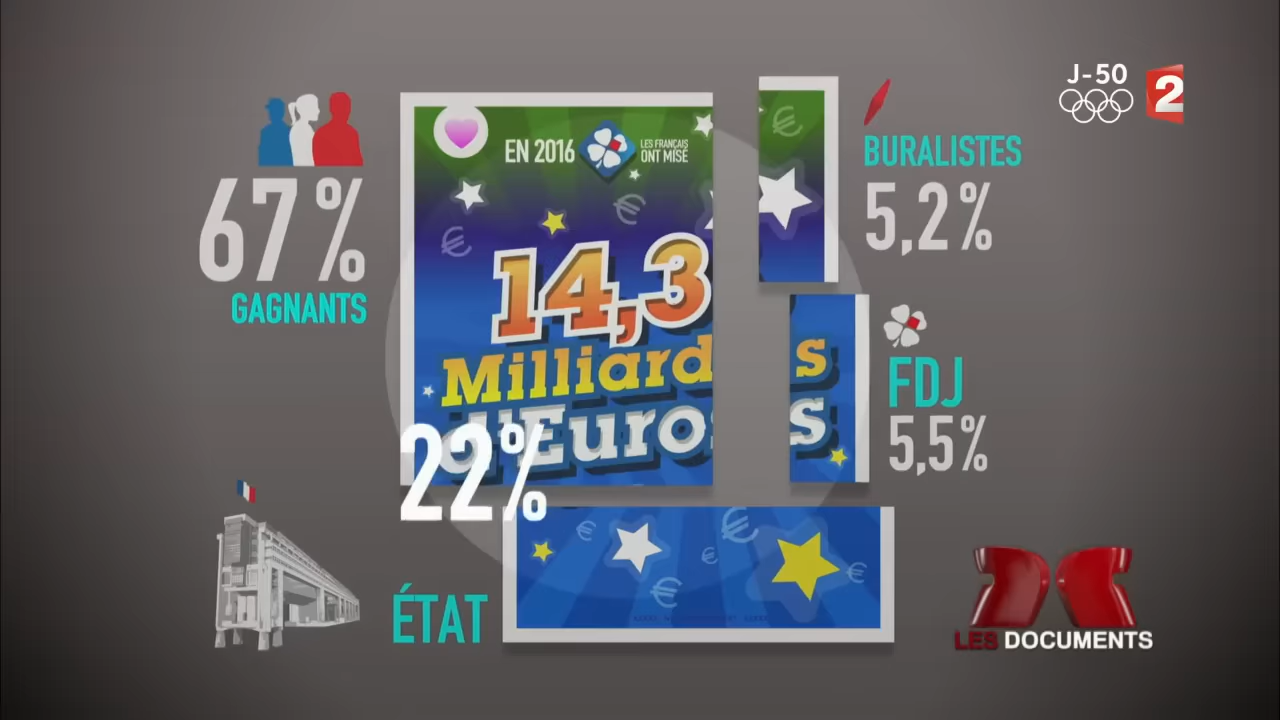 J-50
2
67%
GAGNANTS
EN 2016
LES FRANÇAIS
ONT MISÉ
14,3
Milliards
d'Euros
BURALISTES
5,2%
FDJ
5,5%
22%
ÉTAT
LES DOCUMENTS